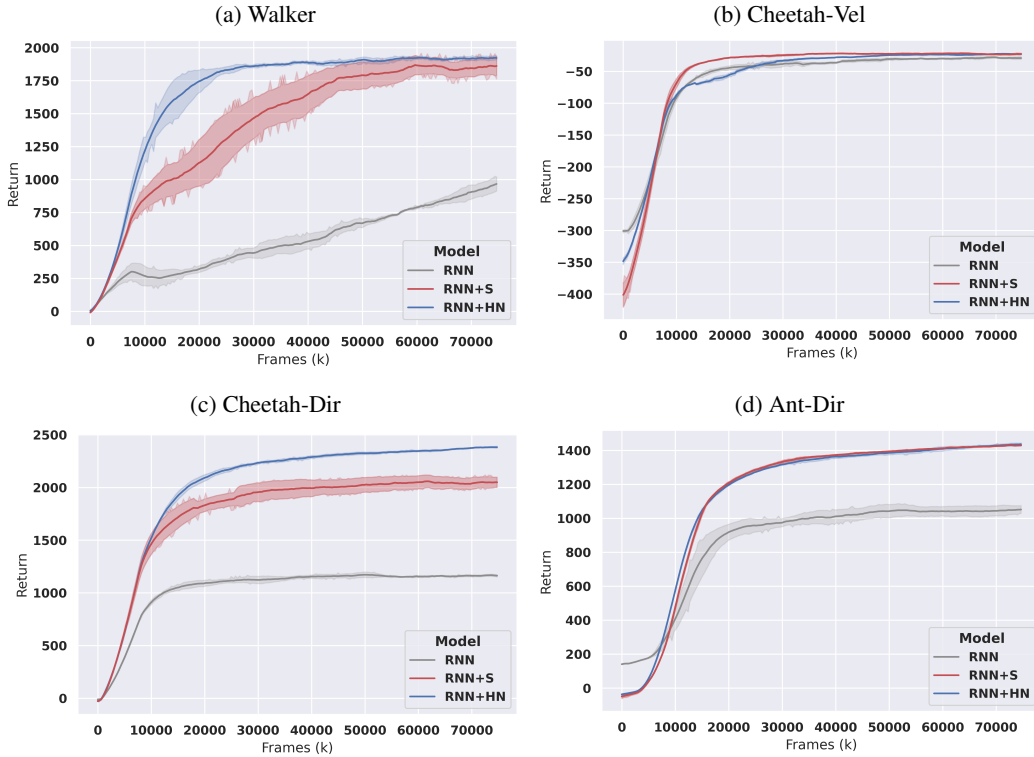 (a) Walker
2000
1750
1500
1250
1000
750
500
250
0
Return
Model
RNN
RNN+S
RNN+HN
0 10000 20000 30000 40000 50000 60000 70000
Frames (k)
(b) Cheetah-Vel
−50
−100
−150
−200
−250
−300
−350
−400
Return
Model
RNN
RNN+S
RNN+HN
0 10000 20000 30000 40000 50000 60000 70000
Frames (k)
(c) Cheetah-Dir
2500
2000
1500
1000
500
0
Return
Model
RNN
RNN+S
RNN+HN
0 10000 20000 30000 40000 50000 60000 70000
Frames (k)
(d) Ant-Dir
1400
1200
1000
800
600
400
200
0
Return
Model
RNN
RNN+S
RNN+HN
0 10000 20000 30000 40000 50000 60000 70000
Frames (k)